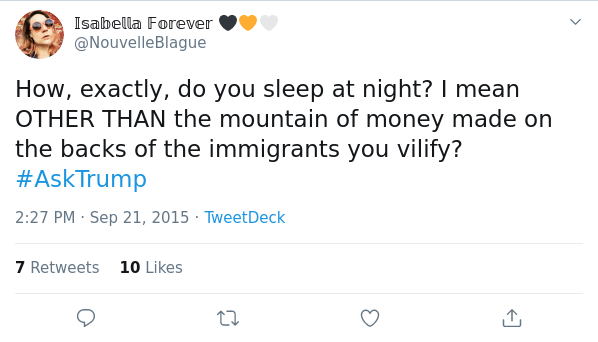 𝕀𝕤𝕒𝕓𝕖𝕝𝕝𝕒 𝔽𝕠𝕣𝕖𝕧𝕖𝕣 🖤🧡🤍
@NouvelleBlague
How, exactly, do you sleep at night? I mean
OTHER THAN the mountain of money made on
the backs of the immigrants you vilify?
#AskTrump
2:27 PM · Sep 21, 2015 · TweetDeck
7 Retweets 10 Likes